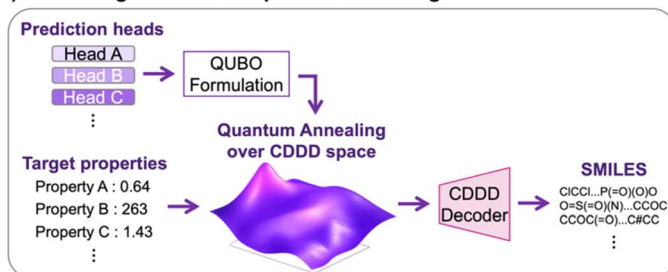 Prediction heads
Head A
Head B
Head C
QUBO
Formulation
Quantum Annealing
over CDDD space
Target properties
Property A : 0.64
Property B : 263
Property C : 1.43
CDDD
Decoder
SMILES
ClCCl...P(=O)(O)O
O=S(=O)(N)...CCOC
CCOC(=O)...C#CC